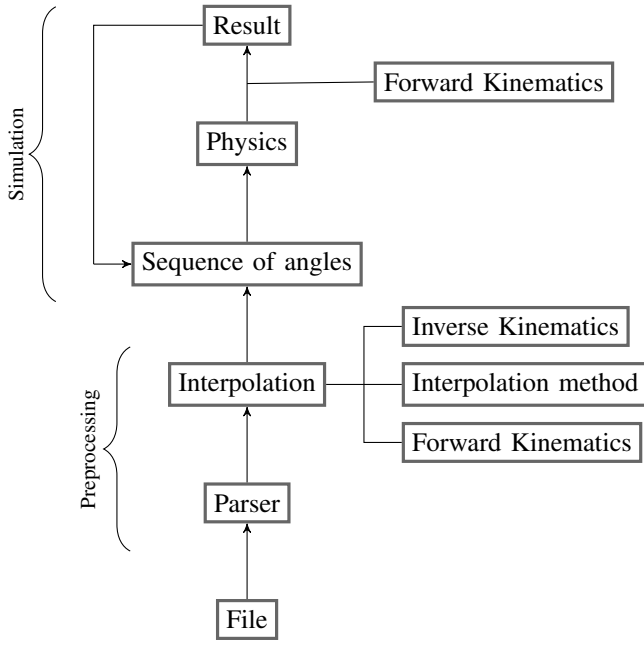 Result
Forward Kinematics
Simulation
Physics
Sequence of angles
Inverse Kinematics
Interpolation
Interpolation method
Preprocessing
Forward Kinematics
Parser
File